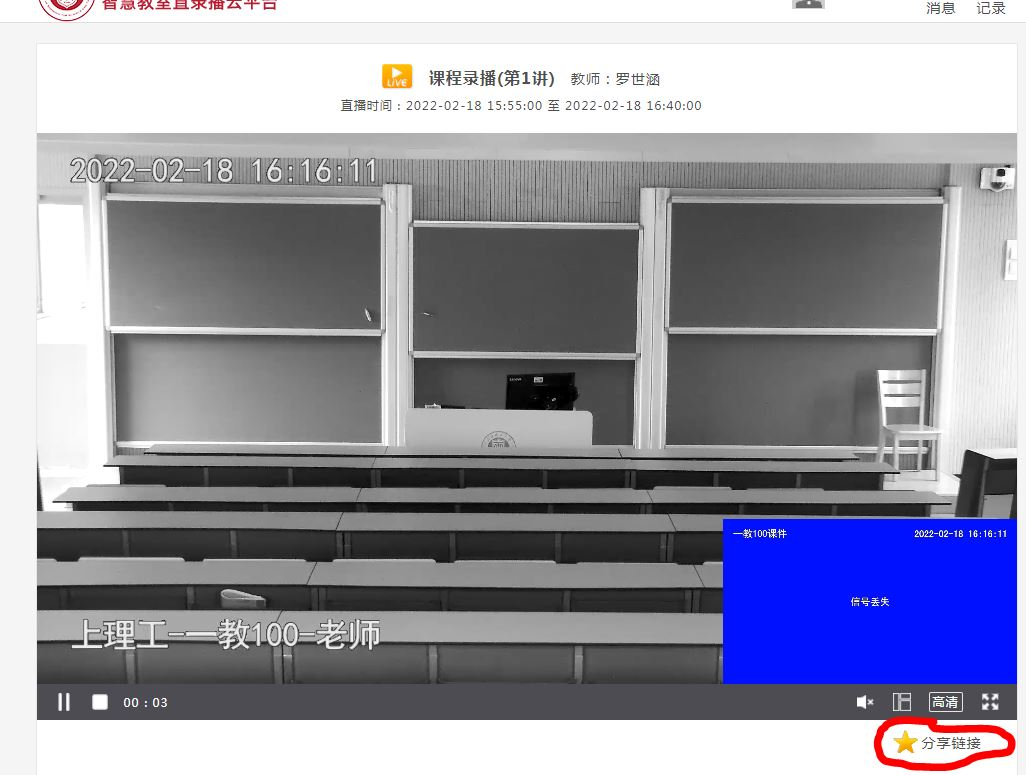 智慧教室直录播云平台
消息 记录
LIVE 课程录播(第1讲) 教师：罗世涵
直播时间：2022-02-18 15:55:00 至 2022-02-18 16:40:00
2022-02-18 16:16:11
Lenovo
一教100课件 2022-02-18 16:16:11
信号丢失
上理工-一教100-老师
00：03 高清
分享链接